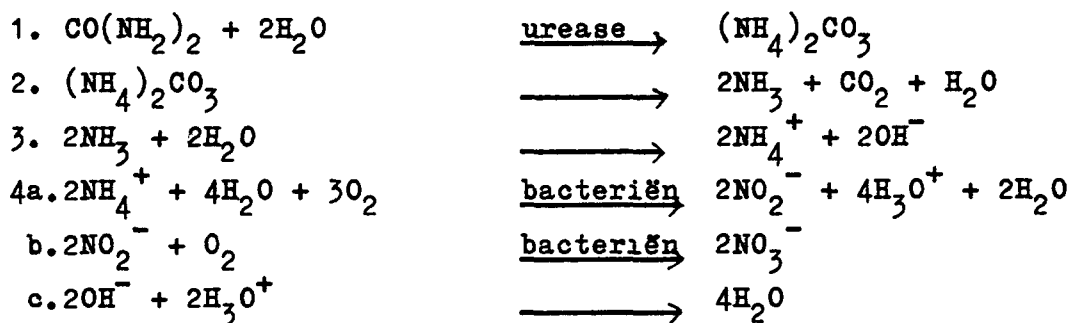 1. CO(NH₂)₂ + 2H₂O urease → (NH₄)₂CO₃
2. (NH₄)₂CO₃ → 2NH₃ + CO₂ + H₂O
3. 2NH₃ + 2H₂O → 2NH₄⁺ + 2OH⁻
4a. 2NH₄⁺ + 4H₂O + 3O₂ bacteriën → 2NO₂⁻ + 4H₃O⁺ + 2H₂O
b. 2NO₂⁻ + O₂ bacteriën → 2NO₃⁻
c. 2OH⁻ + 2H₃O⁺ → 4H₂O